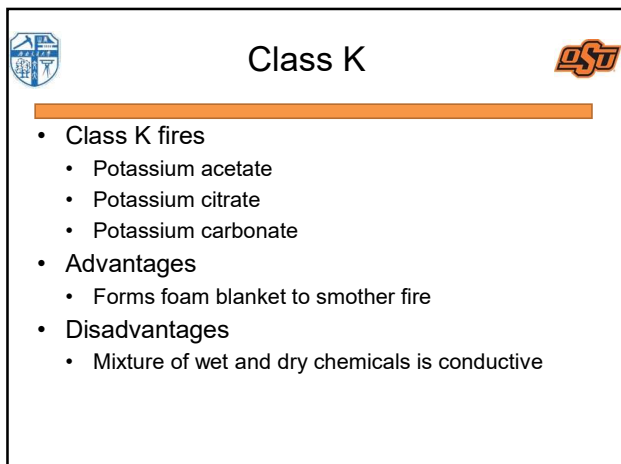 Class K
OSU
• Class K fires
• Potassium acetate
• Potassium citrate
• Potassium carbonate
• Advantages
• Forms foam blanket to smother fire
• Disadvantages
• Mixture of wet and dry chemicals is conductive